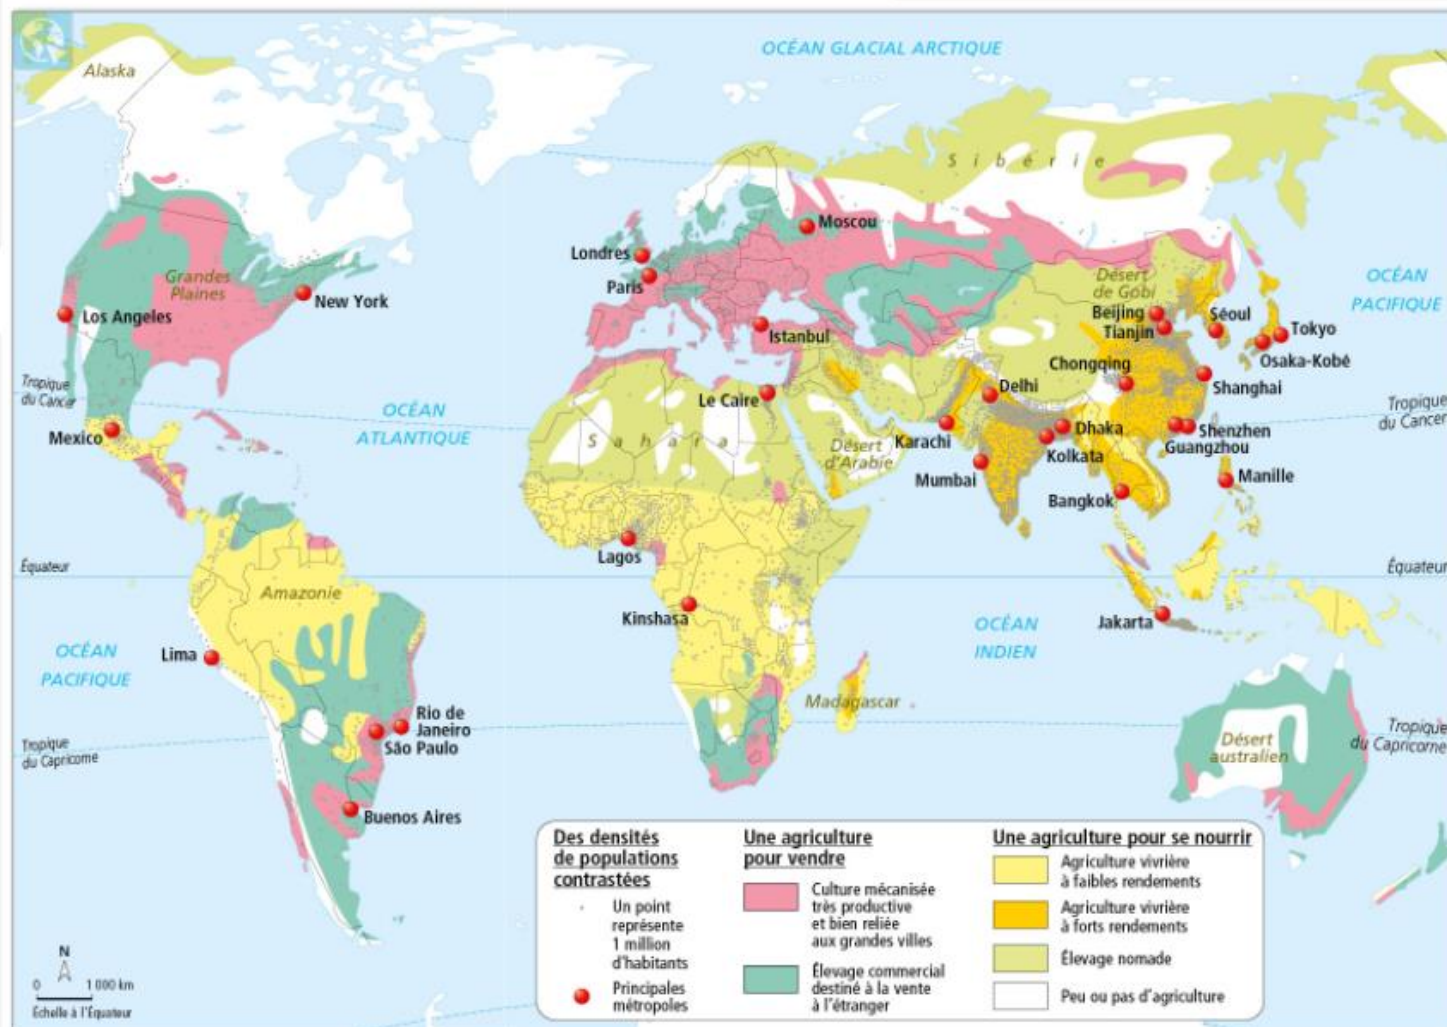 OCÉAN GLACIAL ARCTIQUE
Alaska
Sibérie
Moscou
Londres
Paris
Grandes
Plaines
New York
Los Angeles
Istanbul
Désert
de Gobi
Beijing
Tianjin
Séoul
Tokyo
Osaka-Kobé
OCÉAN
PACIFIQUE
Chongqing
Shanghai
Delhi
Le Caire
Tropique
du Cancer
OCÉAN
ATLANTIQUE
Mexico
Sahara
Désert
d'Arabie
Karachi
Dhaka
Kolkata
Shenzhen
Guangzhou
Tropique
du Cancer
Mumbai
Bangkok
Manille
Lagos
Équateur
Équateur
Amazonie
Kinshasa
OCÉAN
INDIEN
Jakarta
OCÉAN
PACIFIQUE
Lima
Madagascar
Rio de
Janeiro
São Paulo
Tropique
du Capricorne
Désert
australien
Tropique
du Capricorne
Buenos Aires
Des densités
de populations
contrastées
Un point
représente
1 million
d'habitants
Principales
métropoles
Une agriculture
pour vendre
Culture mécanisée
très productive
et bien reliée
aux grandes villes
Élevage commercial
destiné à la vente
à l'étranger
Une agriculture pour se nourrir
Agriculture vivrière
à faibles rendements
Agriculture vivrière
à forts rendements
Élevage nomade
Peu ou pas d'agriculture
N
0 1 000 km
Échelle à l'Équateur